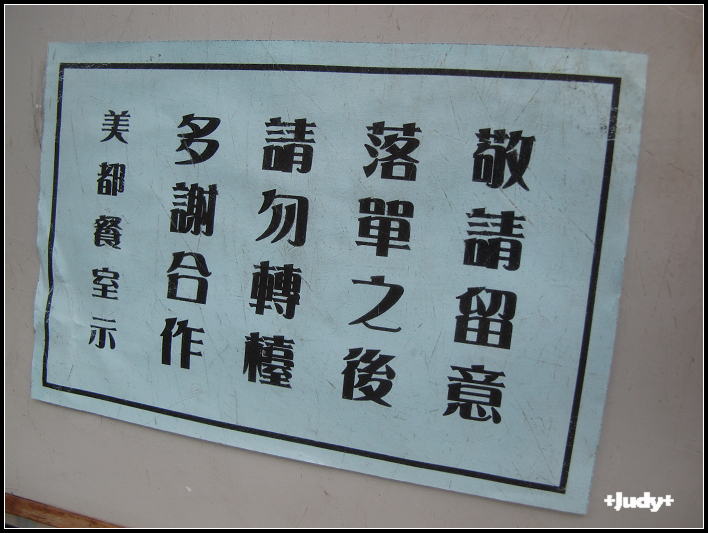 敬請留意
落單之後
請勿轉檯
多謝合作
美都餐室示
+Judy+